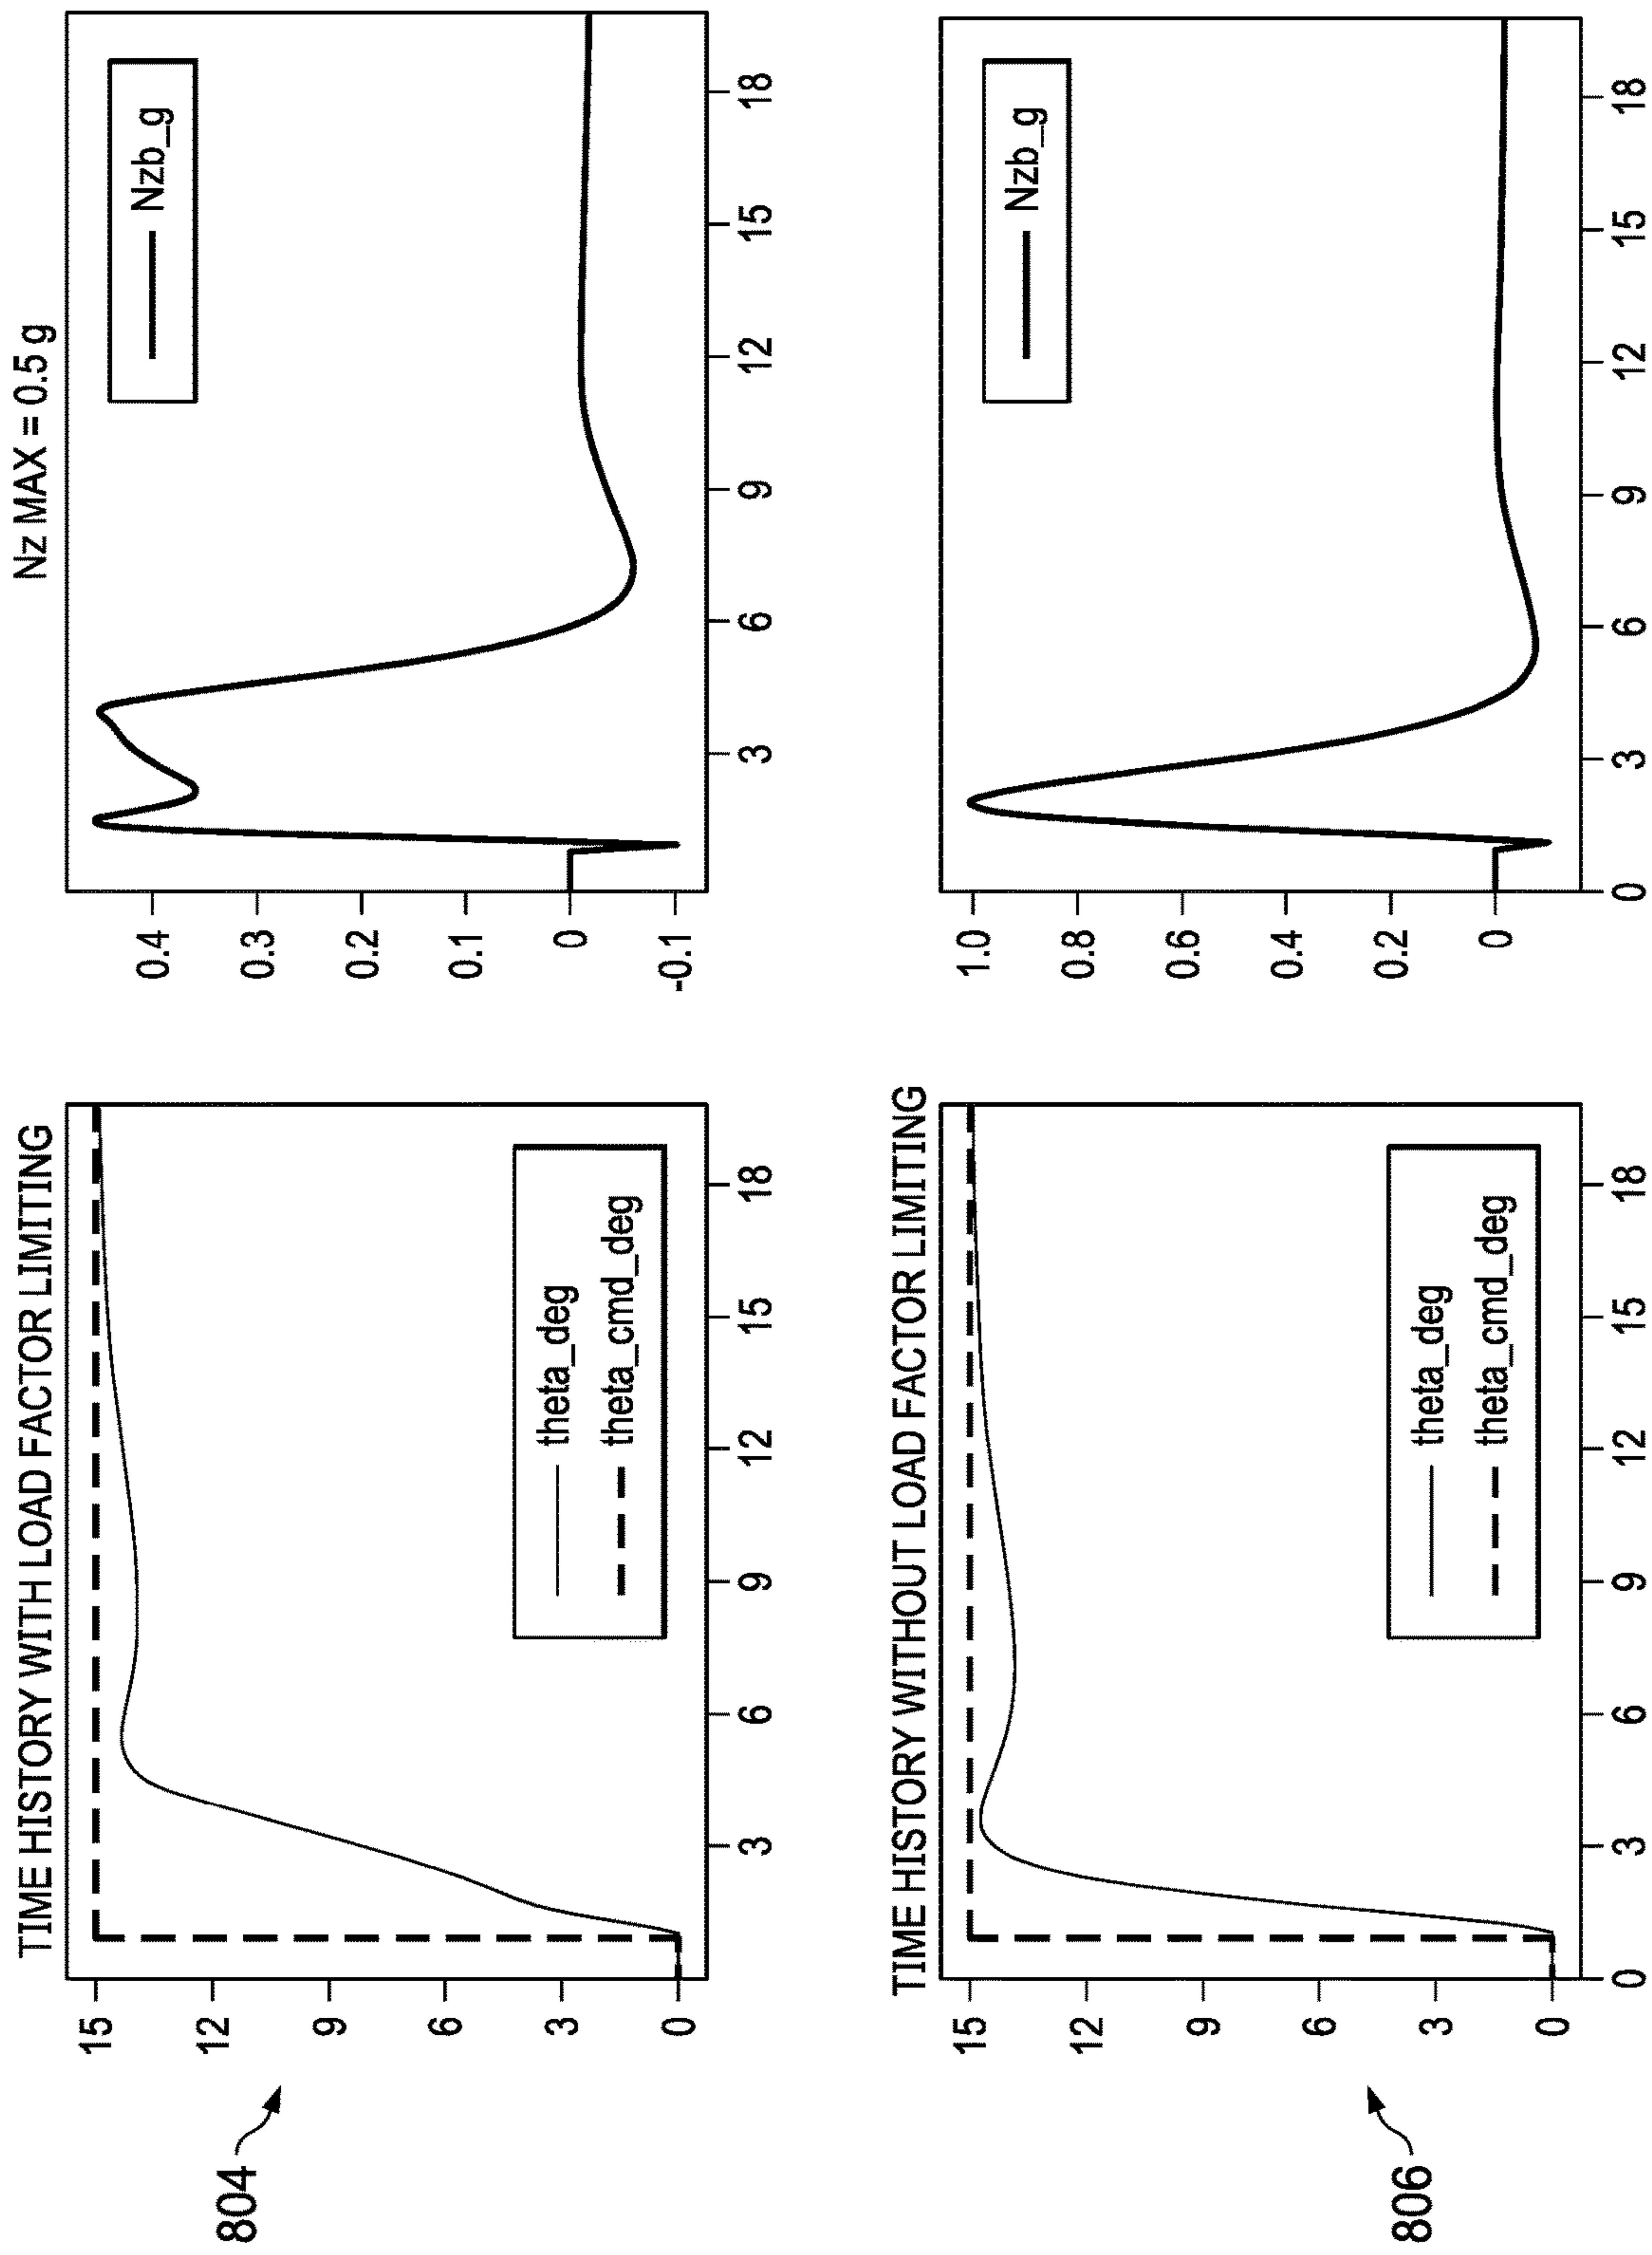 804
TIME HISTORY WITH LOAD FACTOR LIMITING
15
12
9
6
3
0
theta_deg
theta_cmd_deg
3 6 9 12 15 18
Nz MAX = 0.5 g
0.4
0.3
0.2
0.1
0
-0.1
Nzb_g
3 6 9 12 15 18
806
TIME HISTORY WITHOUT LOAD FACTOR LIMITING
15
12
9
6
3
0
theta_deg
theta_cmd_deg
0 3 6 9 12 15 18
1.0
0.8
0.6
0.4
0.2
0
Nzb_g
0 3 6 9 12 15 18